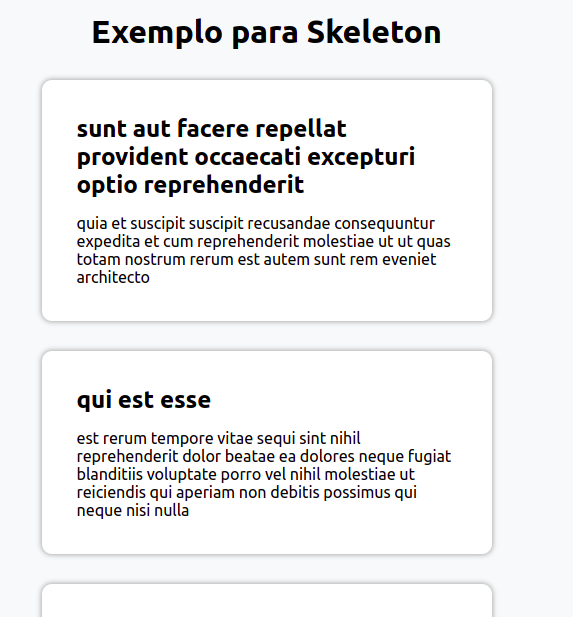 Exemplo para Skeleton
sunt aut facere repellat
provident occaecati excepturi
optio reprehenderit
quia et suscipit suscipit recusandae consequuntur
expedita et cum reprehenderit molestiae ut ut quas
totam nostrum rerum est autem sunt rem eveniet
architecto
qui est esse
est rerum tempore vitae sequi sint nihil
reprehenderit dolor beatae ea dolores neque fugiat
blanditiis voluptate porro vel nihil molestiae ut
reiciendis qui aperiam non debitis possimus qui
neque nisi nulla